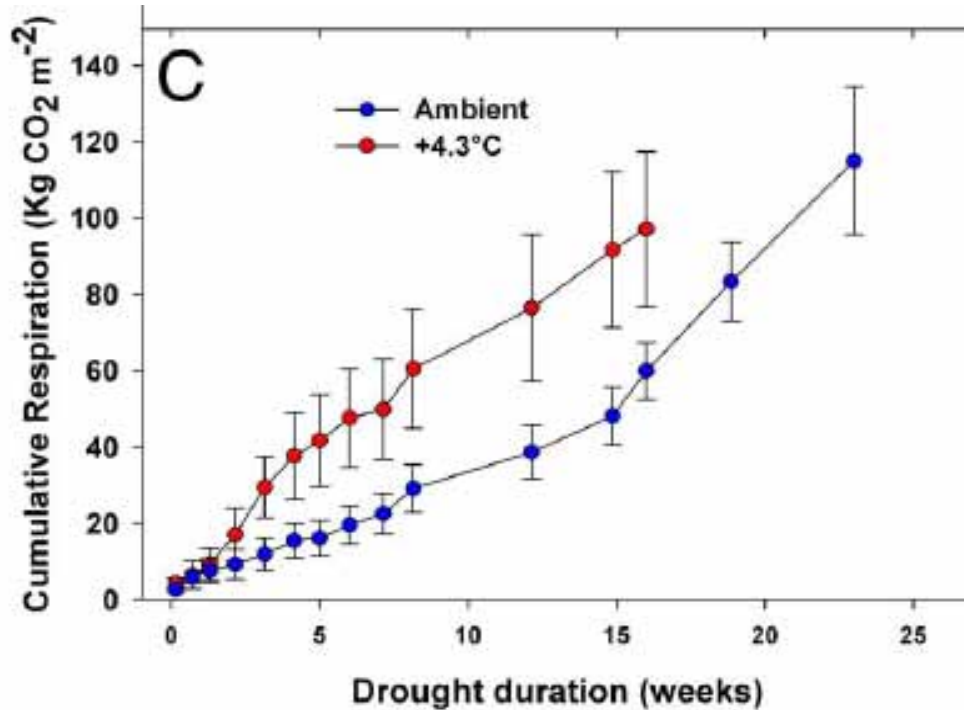 C
Ambient
+4.3°C
Cumulative Respiration (Kg CO₂ m⁻²)
140
120
100
80
60
40
20
0
0 5 10 15 20 25
Drought duration (weeks)